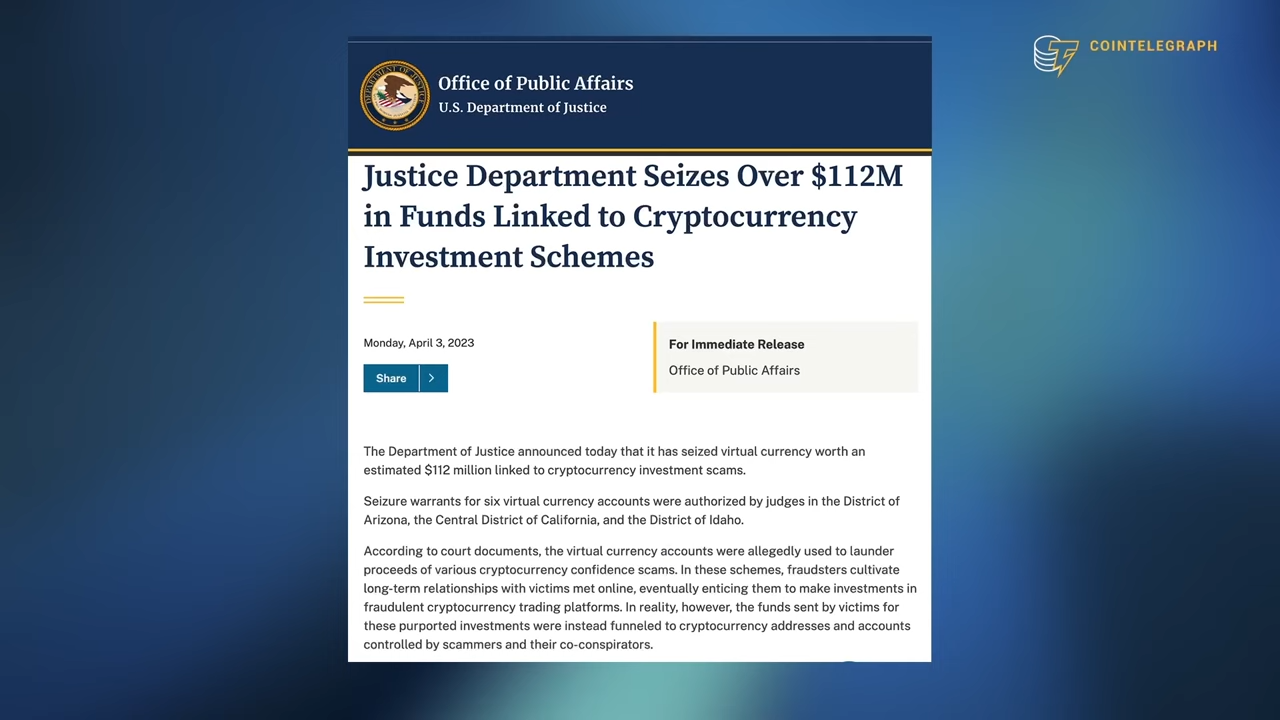 COINTELEGRAPH
Office of Public Affairs
U.S. Department of Justice
Justice Department Seizes Over $112M
in Funds Linked to Cryptocurrency
Investment Schemes
Monday, April 3, 2023
Share
For Immediate Release
Office of Public Affairs
The Department of Justice announced today that it has seized virtual currency worth an
estimated $112 million linked to cryptocurrency investment scams.
Seizure warrants for six virtual currency accounts were authorized by judges in the District of
Arizona, the Central District of California, and the District of Idaho.
According to court documents, the virtual currency accounts were allegedly used to launder
proceeds of various cryptocurrency confidence scams. In these schemes, fraudsters cultivate
long-term relationships with victims met online, eventually enticing them to make investments in
fraudulent cryptocurrency trading platforms. In reality, however, the funds sent by victims for
these purported investments were instead funneled to cryptocurrency addresses and accounts
controlled by scammers and their co-conspirators.